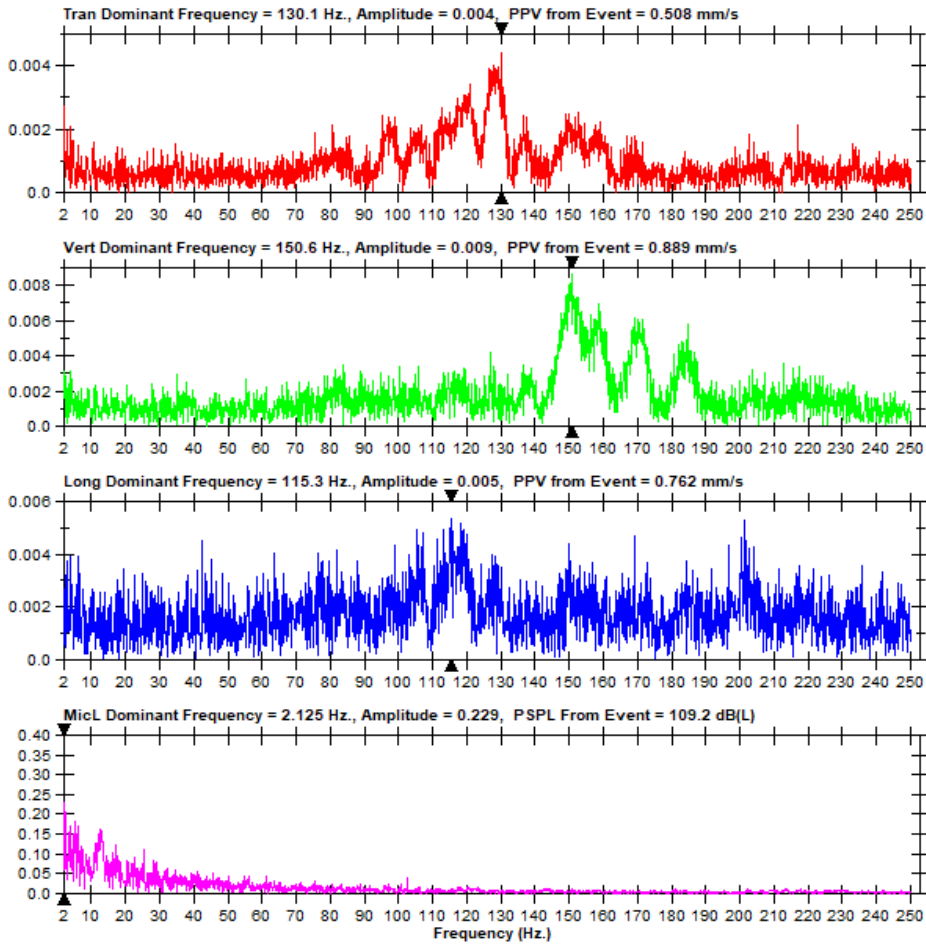 Tran Dominant Frequency = 130.1 Hz., Amplitude = 0.004, PPV from Event = 0.508 mm/s
0.004
0.002
0.0
2 10 20 30 40 50 60 70 80 90 100 110 120 130 140 150 160 170 180 190 200 210 220 230 240 250
Vert Dominant Frequency = 150.6 Hz., Amplitude = 0.009, PPV from Event = 0.889 mm/s
0.008
0.006
0.004
0.002
0.0
2 10 20 30 40 50 60 70 80 90 100 110 120 130 140 150 160 170 180 190 200 210 220 230 240 250
Long Dominant Frequency = 115.3 Hz., Amplitude = 0.005, PPV from Event = 0.762 mm/s
0.006
0.004
0.002
0.0
2 10 20 30 40 50 60 70 80 90 100 110 120 130 140 150 160 170 180 190 200 210 220 230 240 250
MicL Dominant Frequency = 2.125 Hz., Amplitude = 0.229, PSPL From Event = 109.2 dB(L)
0.40
0.35
0.30
0.25
0.20
0.15
0.10
0.05
0.0
2 10 20 30 40 50 60 70 80 90 100 110 120 130 140 150 160 170 180 190 200 210 220 230 240 250
Frequency (Hz.)